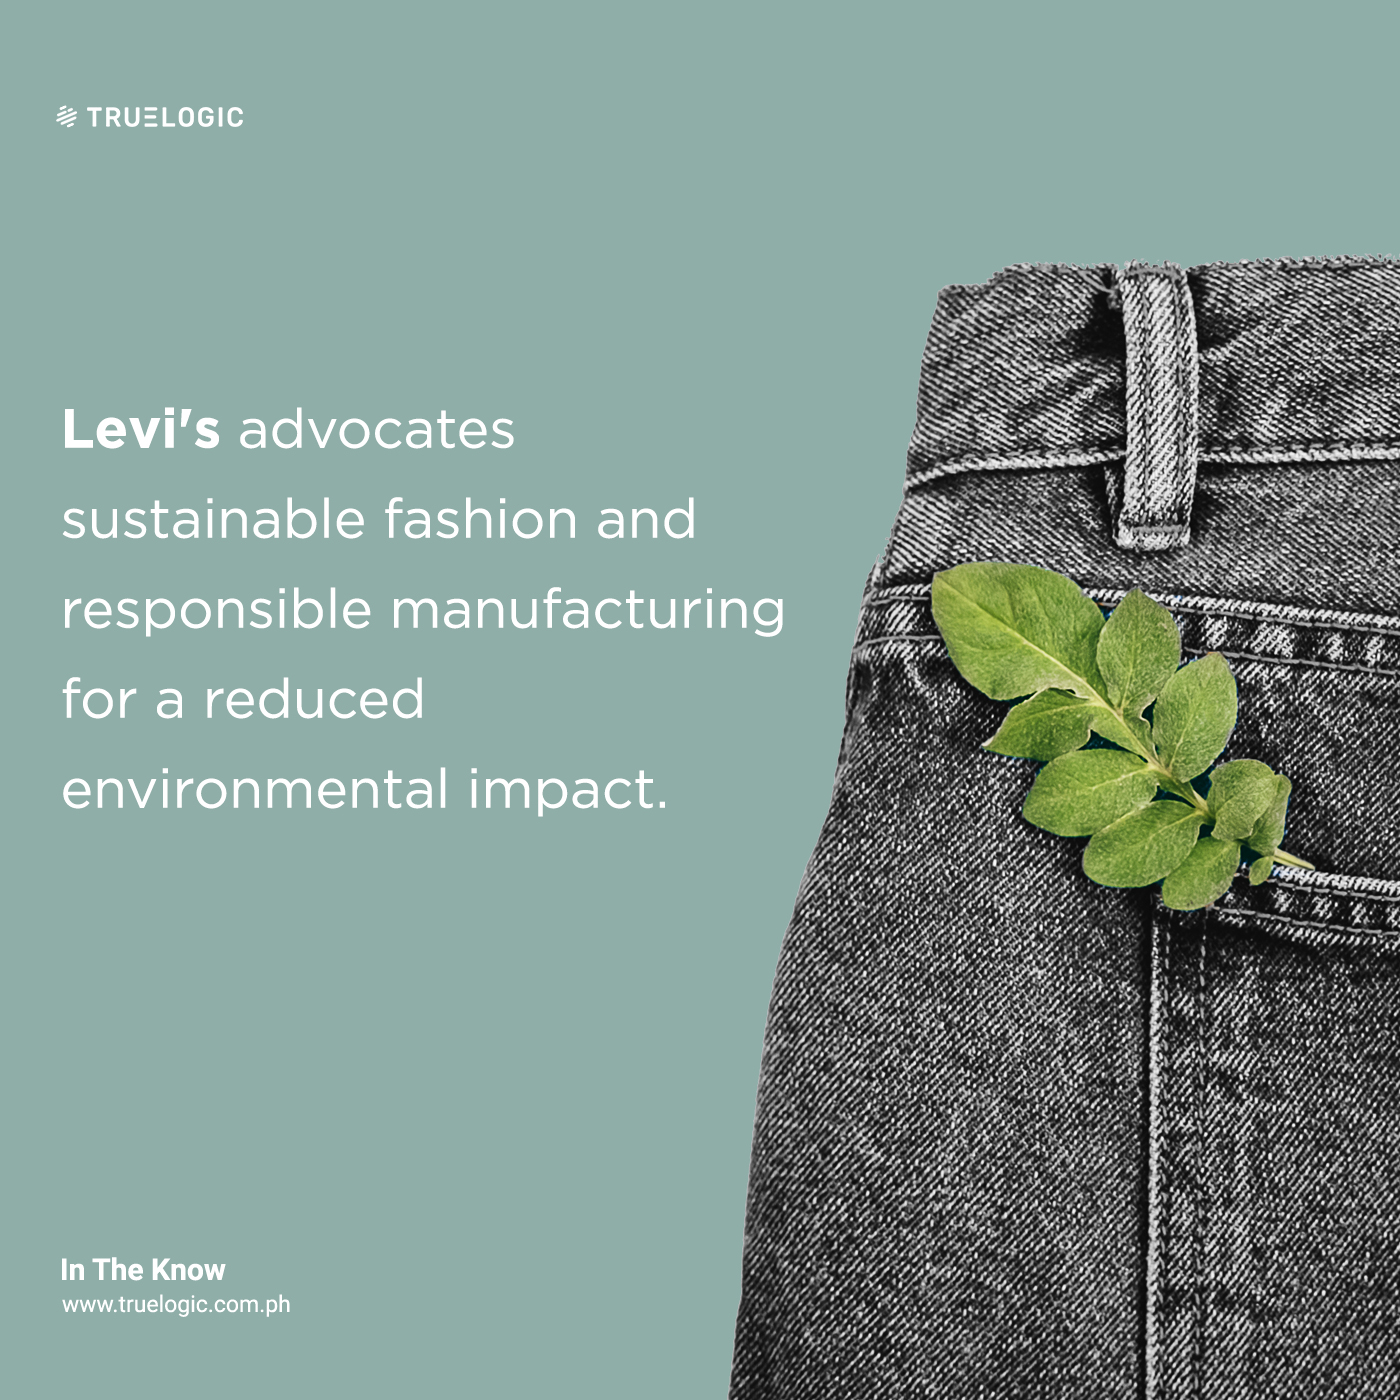 TRUELOGIC
Levi's advocates
sustainable fashion and
responsible manufacturing
for a reduced
environmental impact.
In The Know
www.truelogic.com.ph